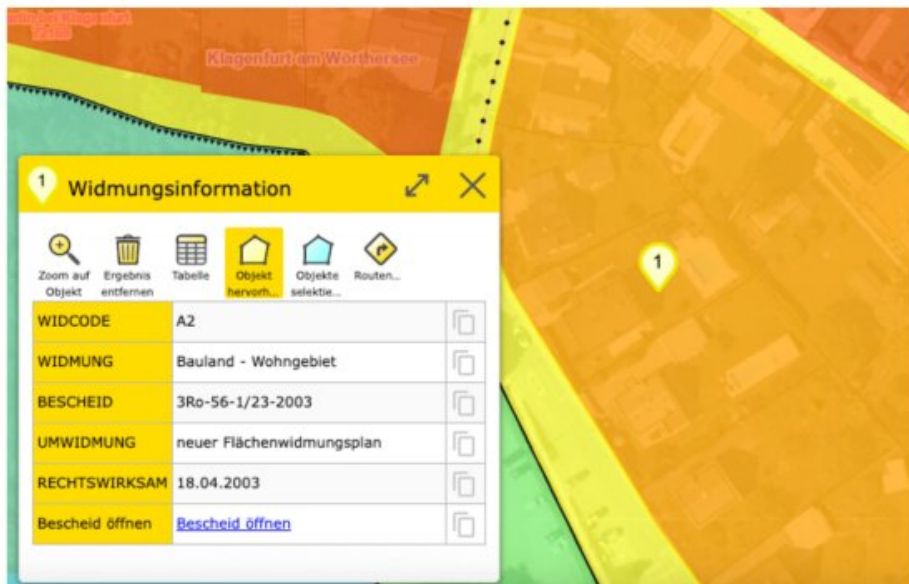 Klagenfurt
Klagenfurt am Wörthersee
1
1 Widmungsinformation
Zoom auf Objekt
Ergebnis entfernen
Tabelle
Objekt hervorh...
Objekte selektie...
Routen...
WIDCODE A2
WIDMUNG Bauland - Wohngebiet
BESCHEID 3Ro-56-1/23-2003
UMWIDMUNG neuer Flächenwidmungsplan
RECHTSWIRKSAM 18.04.2003
Bescheid öffnen Bescheid öffnen